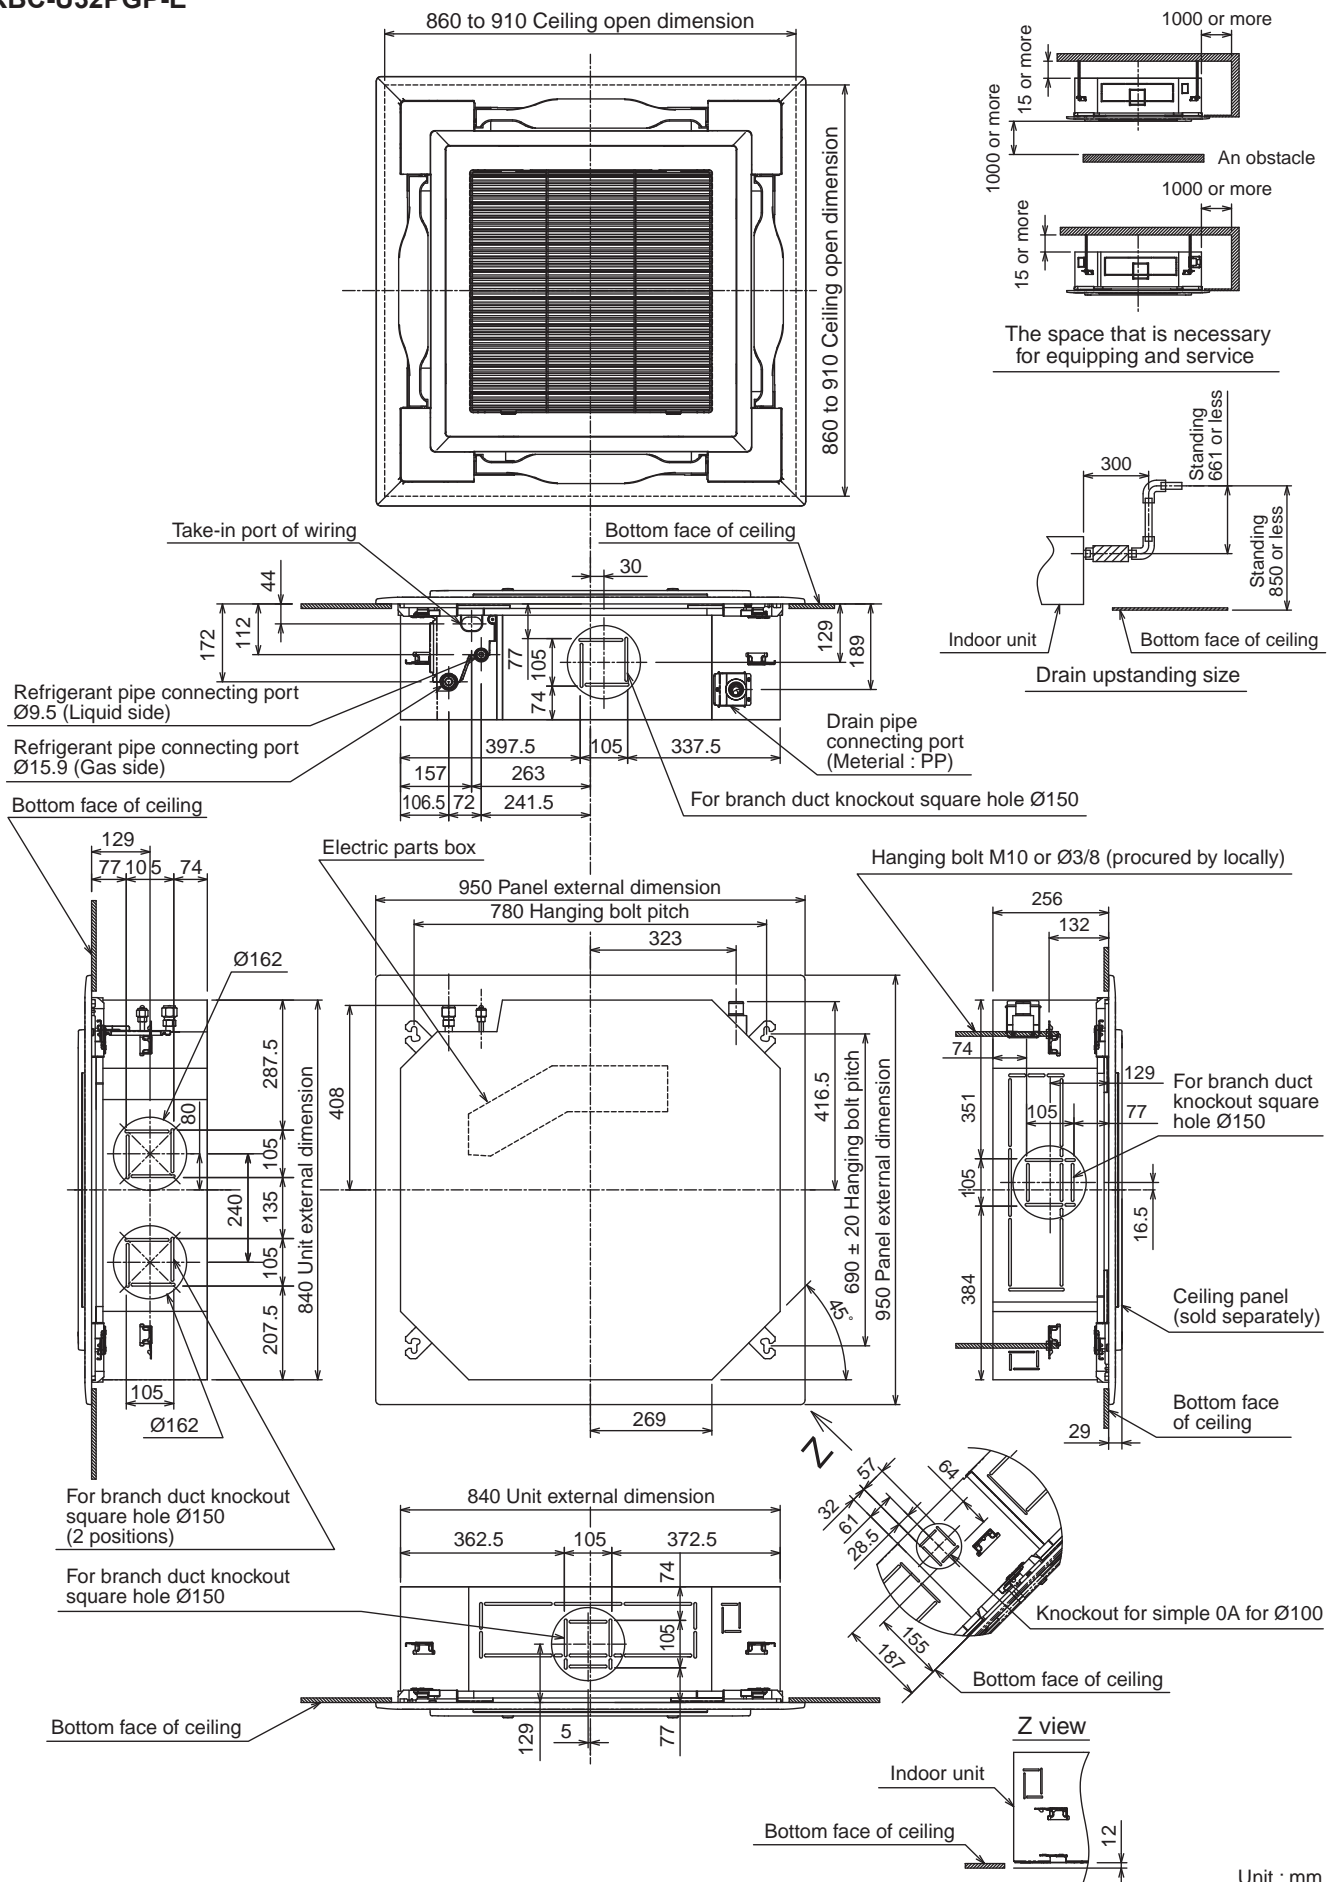 860 to 910 Ceiling open dimension
860 to 910 Ceiling open dimension
1000 or more
15 or more
1000 or more
An obstacle
1000 or more
15 or more
The space that is necessary
for equipping and service
300
Standing
661 or less
Standing
850 or less
Indoor unit
Bottom face of ceiling
Drain upstanding size
Take-in port of wiring
Bottom face of ceiling
30
44
112
172
77
105
74
129
189
Refrigerant pipe connecting port
Ø9.5 (Liquid side)
Refrigerant pipe connecting port
Ø15.9 (Gas side)
397.5
105
337.5
157
263
106.5
72
241.5
Drain pipe
connecting port
(Meterial : PP)
For branch duct knockout square hole Ø150
Bottom face of ceiling
129
77
105
74
Ø162
287.5
80
105
135
240
105
207.5
840 Unit external dimension
105
Ø162
For branch duct knockout
square hole Ø150
(2 positions)
Electric parts box
950 Panel external dimension
780 Hanging bolt pitch
323
408
416.5
690 ± 20 Hanging bolt pitch
950 Panel external dimension
45°
269
Z
Hanging bolt M10 or Ø3/8 (procured by locally)
256
132
74
129
351
105
77
For branch duct
knockout square
hole Ø150
105
16.5
384
Ceiling panel
(sold separately)
Bottom face
of ceiling
29
840 Unit external dimension
362.5
105
372.5
74
For branch duct knockout
square hole Ø150
105
Bottom face of ceiling
129
5
77
57
64
32
61
28.5
Knockout for simple 0A for Ø100
155
187
Bottom face of ceiling
Z view
Indoor unit
Bottom face of ceiling
12